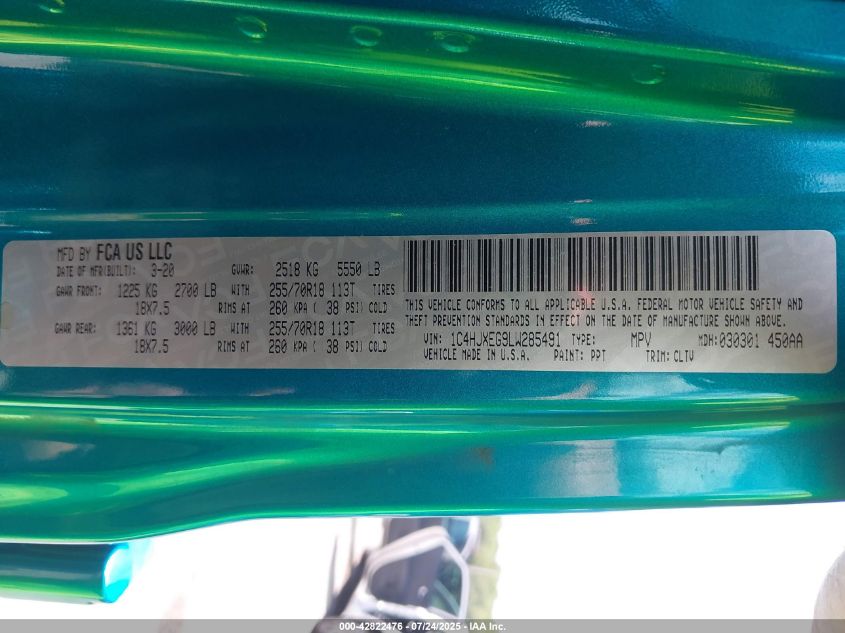 MFD BY FCA US LLC
DATE OF MFR(BUILT): 3-20 GVWR: 2518 KG 5550 LB
GAWR FRONT: 1225 KG 2700 LB WITH 255/70R18 113T TIRES
18X7.5 RIMS AT 260 KPA ( 38 PSI) COLD
GAWR REAR: 1361 KG 3000 LB WITH 255/70R18 113T TIRES
18X7.5 RIMS AT 260 KPA ( 38 PSI) COLD
THIS VEHICLE CONFORMS TO ALL APPLICABLE U.S.A. FEDERAL MOTOR VEHICLE SAFETY AND
THEFT PREVENTION STANDARDS IN EFFECT ON THE DATE OF MANUFACTURE SHOWN ABOVE.
VIN: 1C4HJXEG9LW285491 TYPE: MPV MDH:030301 450AA
VEHICLE MADE IN U.S.A. PAINT: PPT TRIM: CLTV
000-42822476 - 07/24/2025 - IAA Inc.